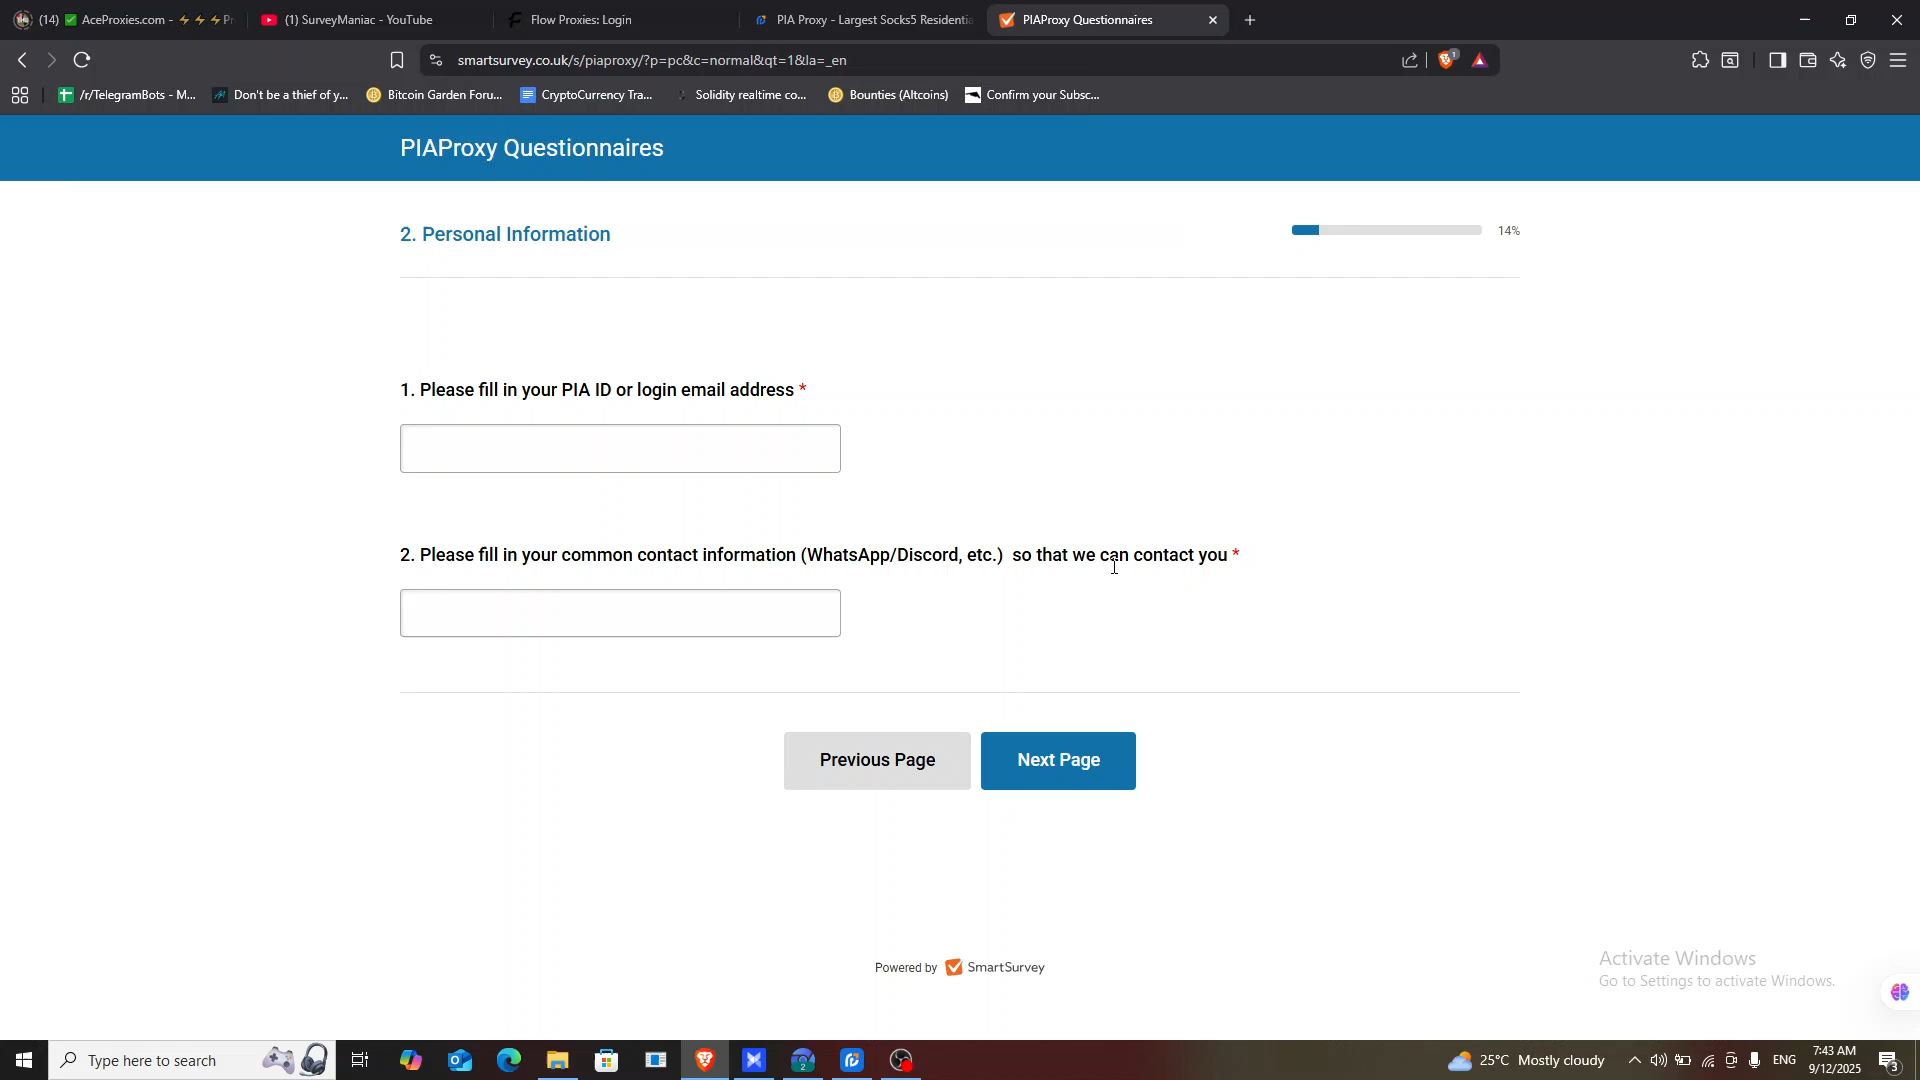 (14) ✅ AceProxies.com - ⚡ ⚡ ⚡ Pr
(1) SurveyManiac - YouTube
Flow Proxies: Login
PIA Proxy - Largest Socks5 Residentia
PIAProxy Questionnaires
smartsurvey.co.uk/s/piaproxy/?p=pc&c=normal&qt=1&la=_en
1
/r/TelegramBots - M...
Don't be a thief of y...
Bitcoin Garden Foru...
CryptoCurrency Tra...
Solidity realtime co...
Bounties (Altcoins)
Confirm your Subsc...
PIAProxy Questionnaires
2. Personal Information
14%
1. Please fill in your PIA ID or login email address *
2. Please fill in your common contact information (WhatsApp/Discord, etc.) so that we can contact you *
Previous Page
Next Page
Powered by SmartSurvey
Activate Windows
Go to Settings to activate Windows.
Type here to search
2
25°C Mostly cloudy
ENG
7:43 AM
9/12/2025
3